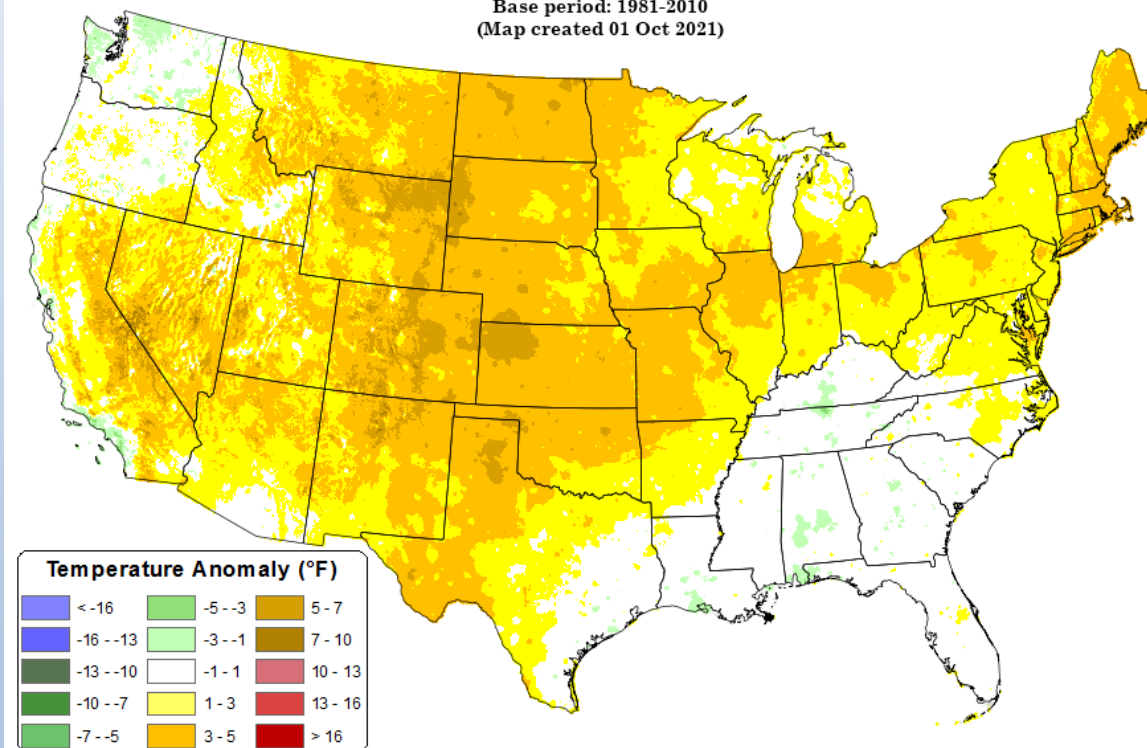 Base period: 1981-2010
(Map created 01 Oct 2021)
Temperature Anomaly (°F)
< -16
-5 - -3
5 - 7
-16 - -13
-3 - -1
7 - 10
-13 - -10
-1 - 1
10 - 13
-10 - -7
1 - 3
13 - 16
-7 - -5
3 - 5
> 16